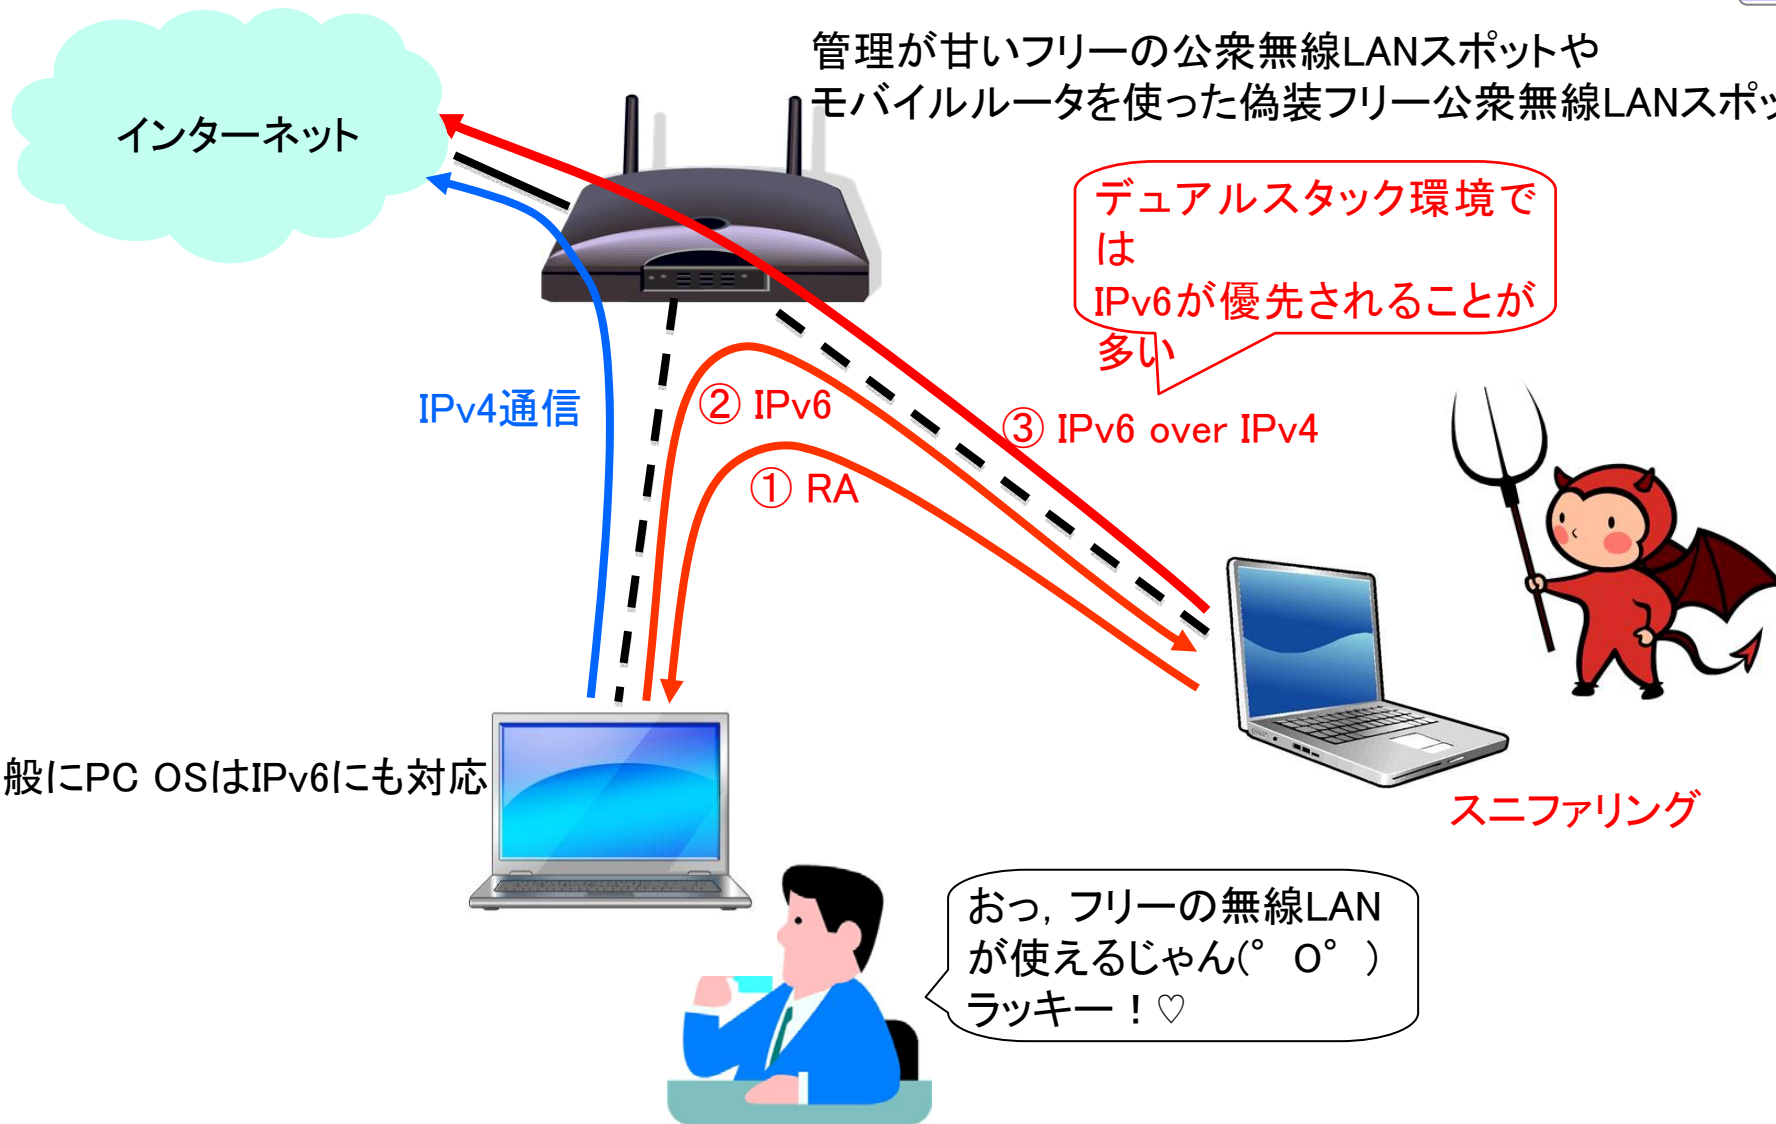 管理が甘いフリーの公衆無線LANスポットや
モバイルルータを使った偽装フリー公衆無線LANスポッ
インターネット
デュアルスタック環境で
は
IPv6が優先されることが
多い
IPv4通信
② IPv6
③ IPv6 over IPv4
① RA
般にPC OSはIPv6にも対応
スニファリング
おっ，フリーの無線LAN
が使えるじゃん(ﾟOﾟ)
ラッキー！♡